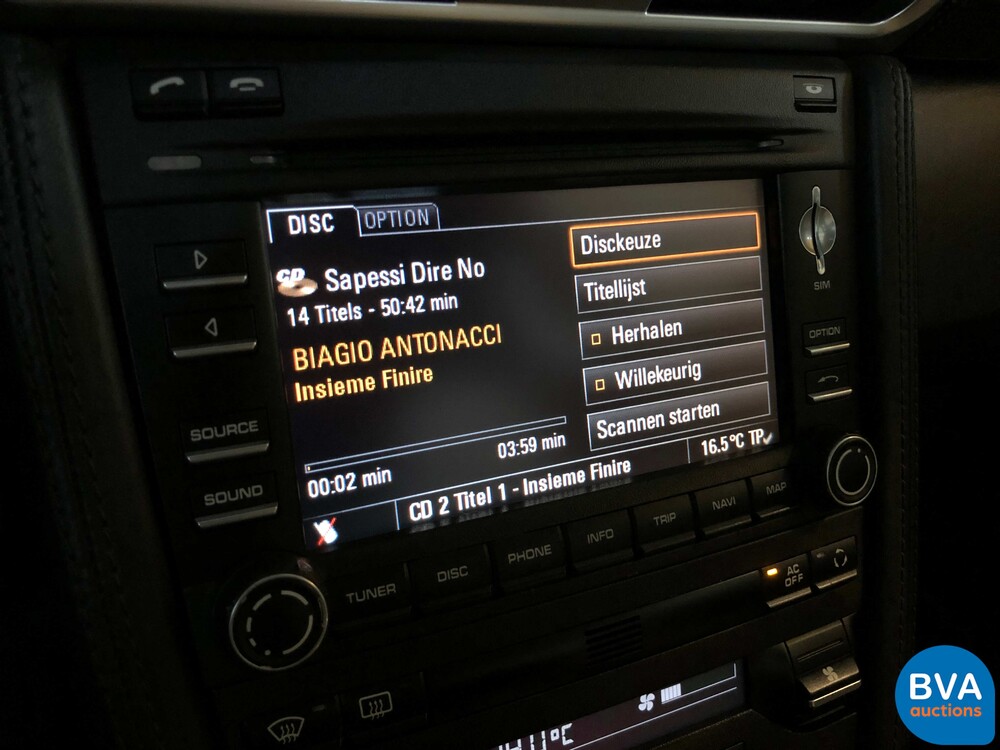 DISC OPTION
CD Sapessi Dire No
14 Titels - 50:42 min
BIAGIO ANTONACCI
Insieme Finire
00:02 min
03:59 min
Disckeuze
Titellijst
Herhalen
Willekeurig
Scannen starten
CD 2 Titel 1 - Insieme Finire
16.5°C TP
SIM
OPTION
SOURCE
SOUND
TUNER
DISC
PHONE
INFO
TRIP
NAVI
MAP
AC
OFF
°C
BVA
auctions